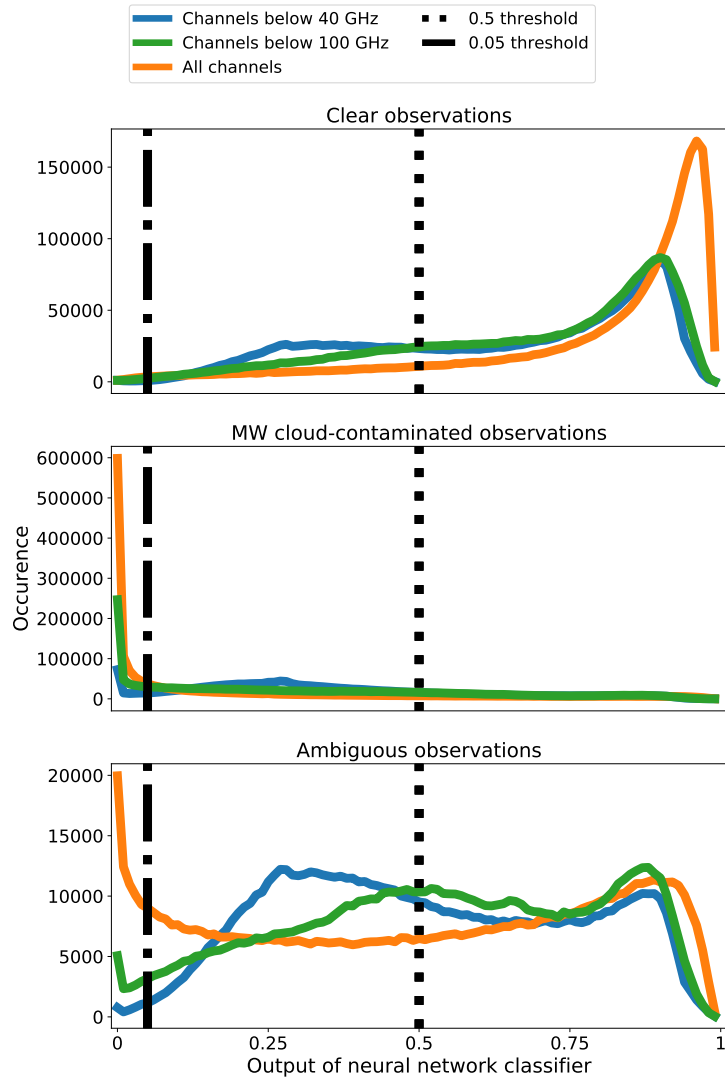 Channels below 40 GHz
Channels below 100 GHz
All channels
0.5 threshold
0.05 threshold
Clear observations
150000
100000
50000
0
MW cloud-contaminated observations
600000
500000
400000
300000
200000
100000
0
Occurence
Ambiguous observations
20000
15000
10000
5000
0
0 0.25 0.5 0.75 1
Output of neural network classifier